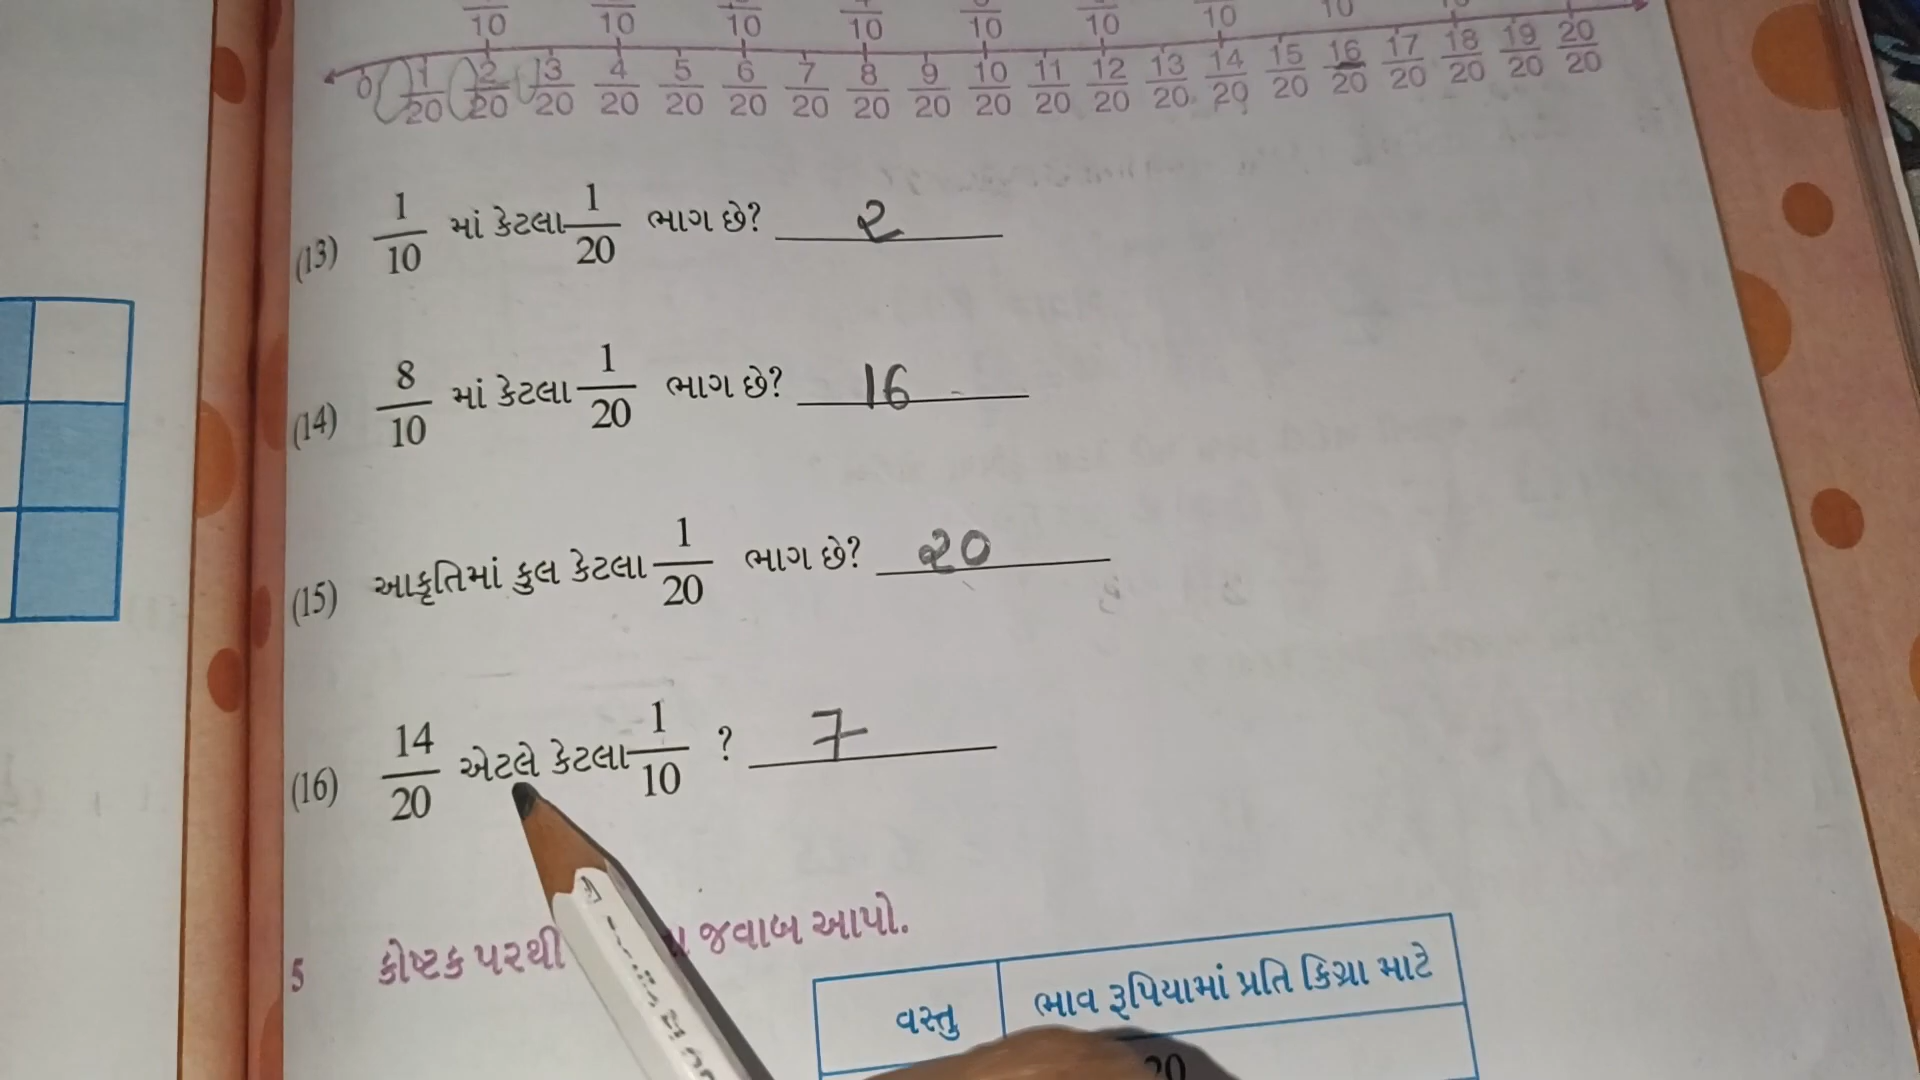 10 10 10 10 10 10 10 10
0 1/20 2/20 3/20 4/20 5/20 6/20 7/20 8/20 9/20 10/20 11/20 12/20 13/20 14/20 15/20 16/20 17/20 18/20 19/20 20/20
(13) 1/10 માં કેટલા 1/20 ભાગ છે? ૨
(14) 8/10 માં કેટલા 1/20 ભાગ છે? 16
(15) આકૃતિમાં કુલ કેટલા 1/20 ભાગ છે? ૨૦
(16) 14/20 એટલે કેટલા 1/10 ? 7
5 કોષ્ટક પરથી જવાબ આપો.
વસ્તુ ભાવ રૂપિયામાં પ્રતિ કિગ્રા માટે
20